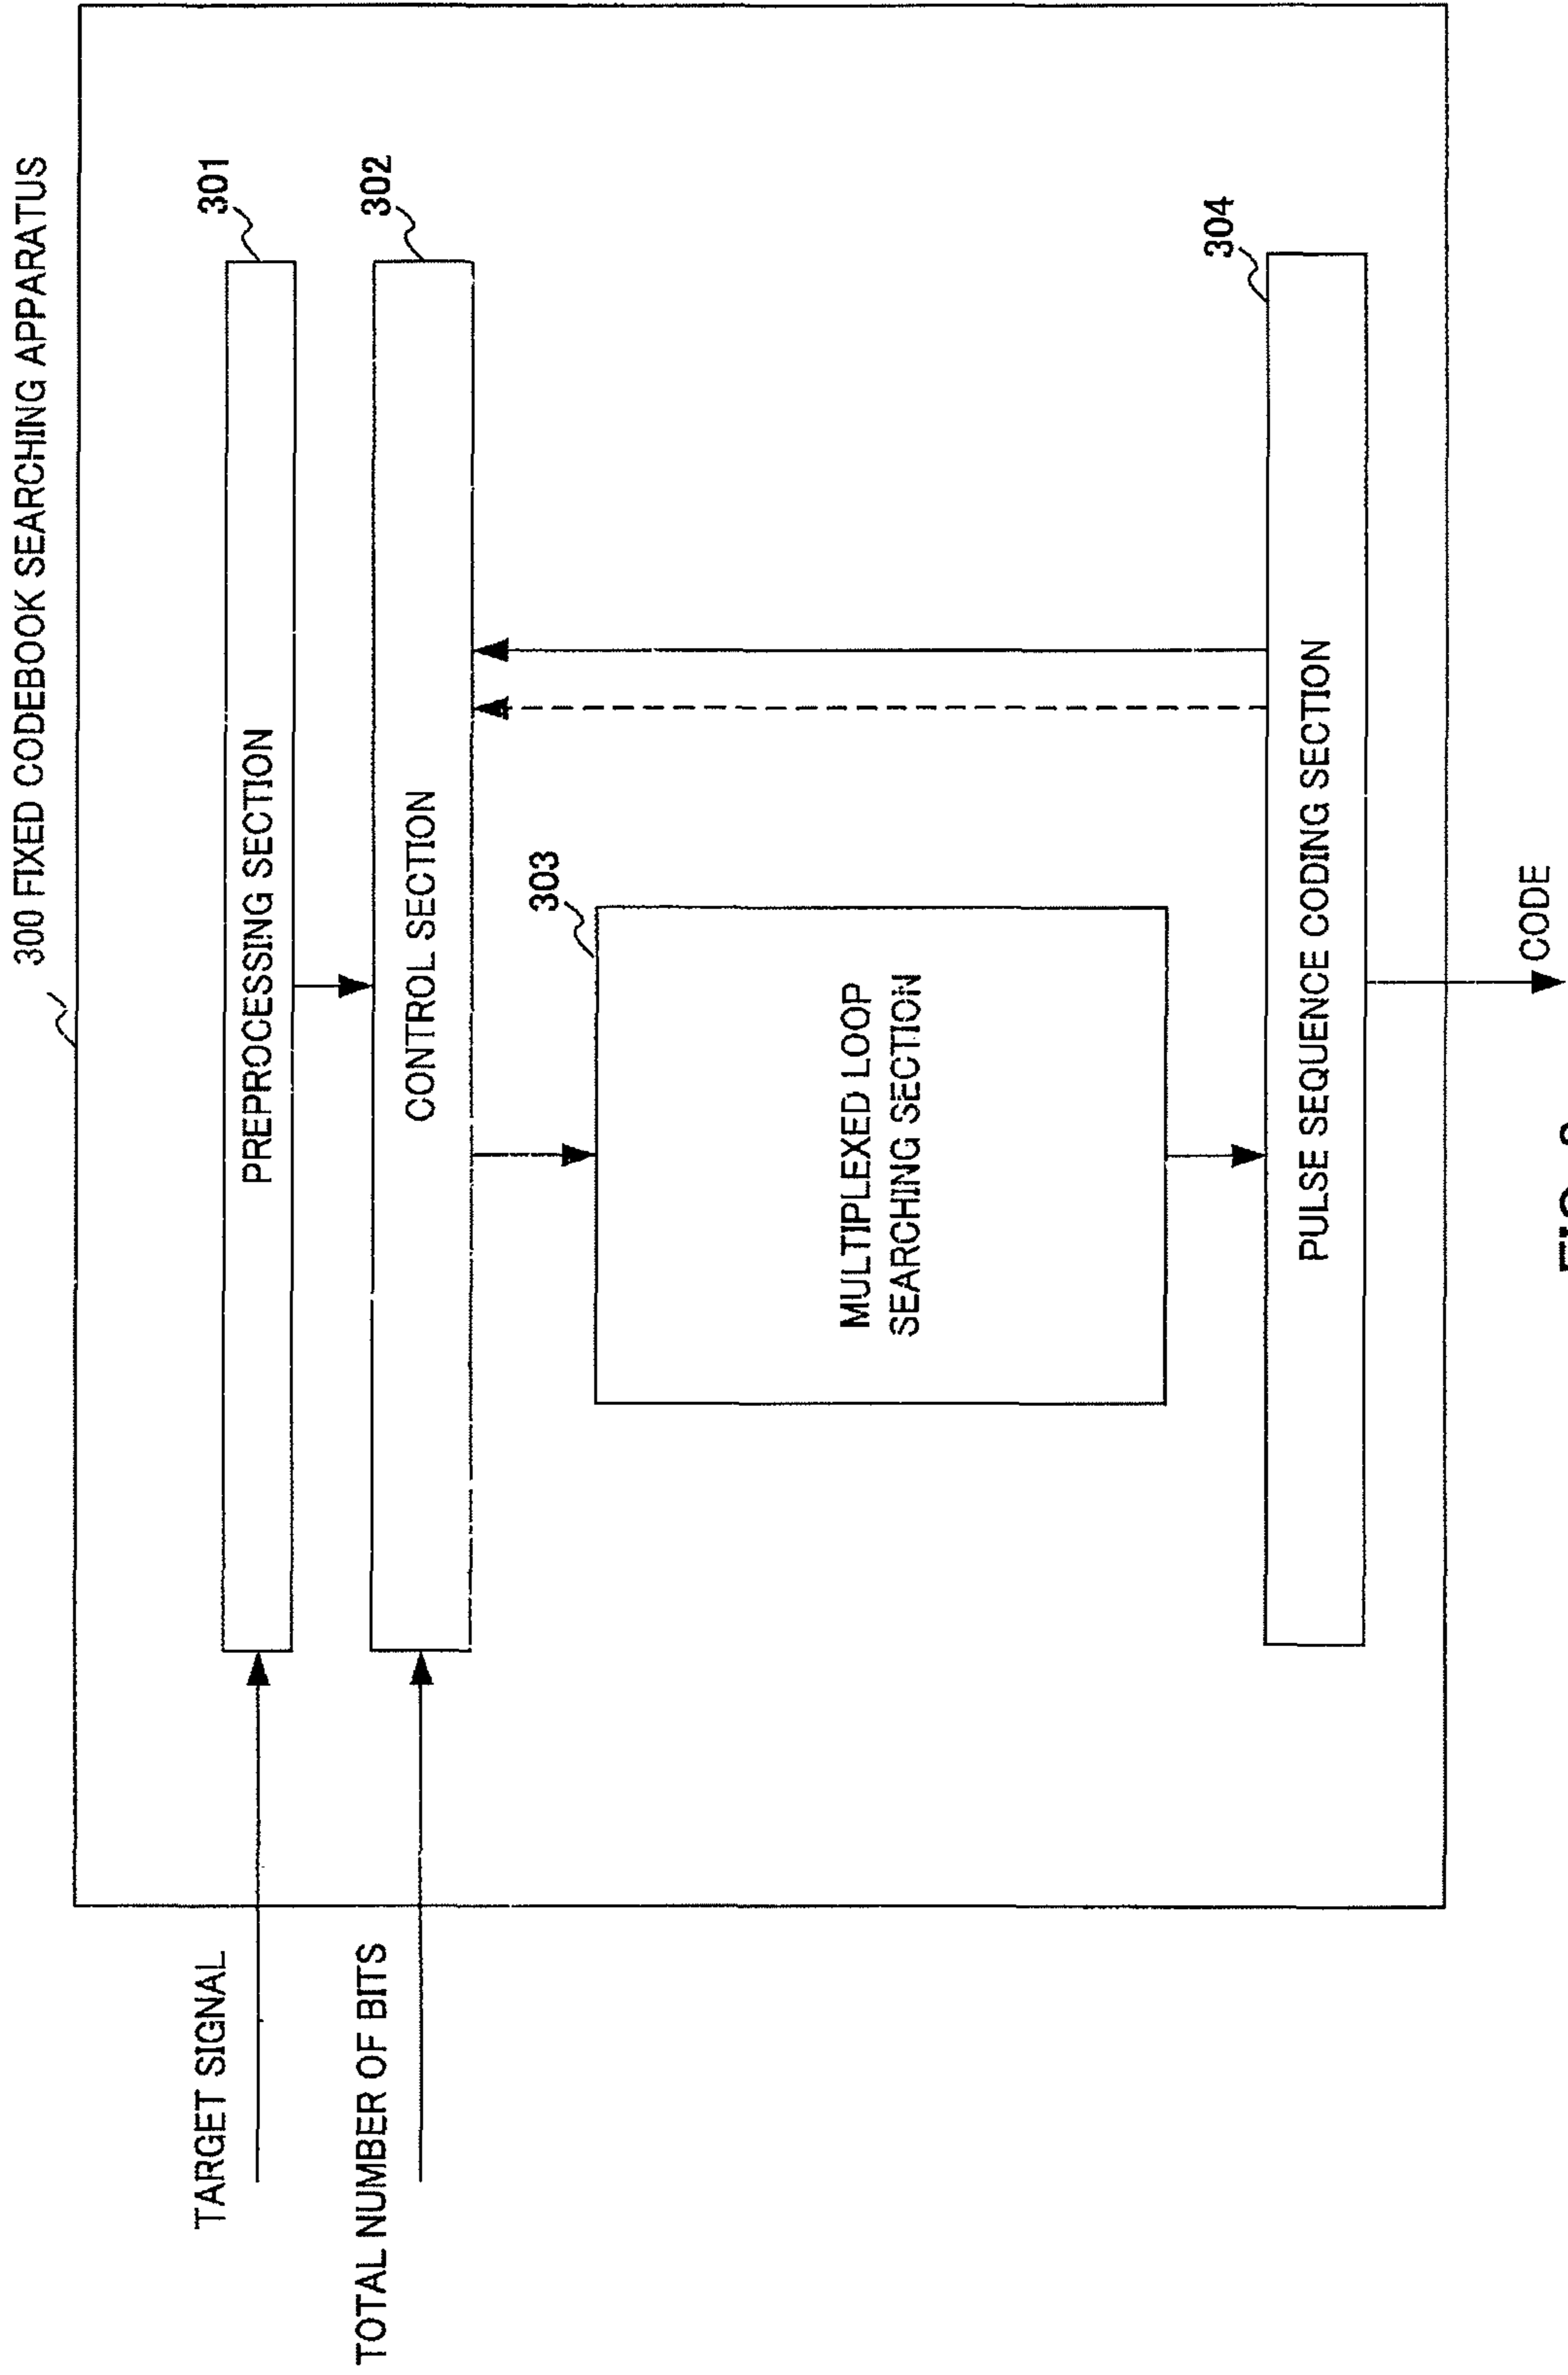 300 FIXED CODEBOOK SEARCHING APPARATUS
TARGET SIGNAL
301
PREPROCESSING SECTION
TOTAL NUMBER OF BITS
302
CONTROL SECTION
303
MULTIPLEXED LOOP
SEARCHING SECTION
304
PULSE SEQUENCE CODING SECTION
CODE